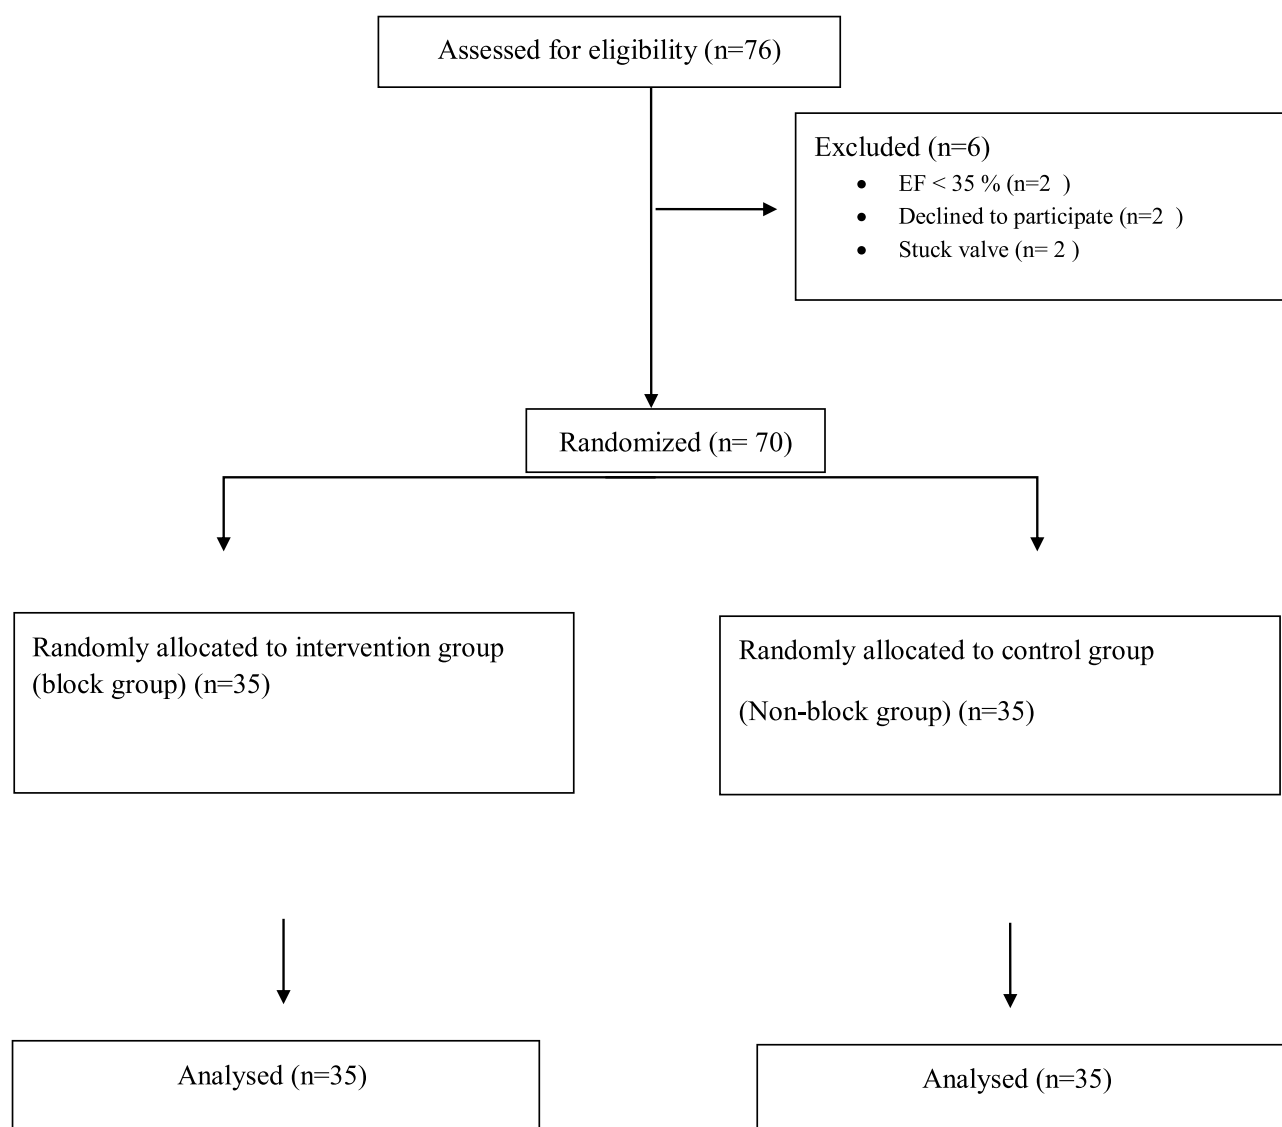 Assessed for eligibility (n=76)
Excluded (n=6)
• EF < 35 % (n=2 )
• Declined to participate (n=2 )
• Stuck valve (n= 2 )
Randomized (n= 70)
Randomly allocated to intervention group
(block group) (n=35)
Randomly allocated to control group
(Non-block group) (n=35)
Analysed (n=35)
Analysed (n=35)